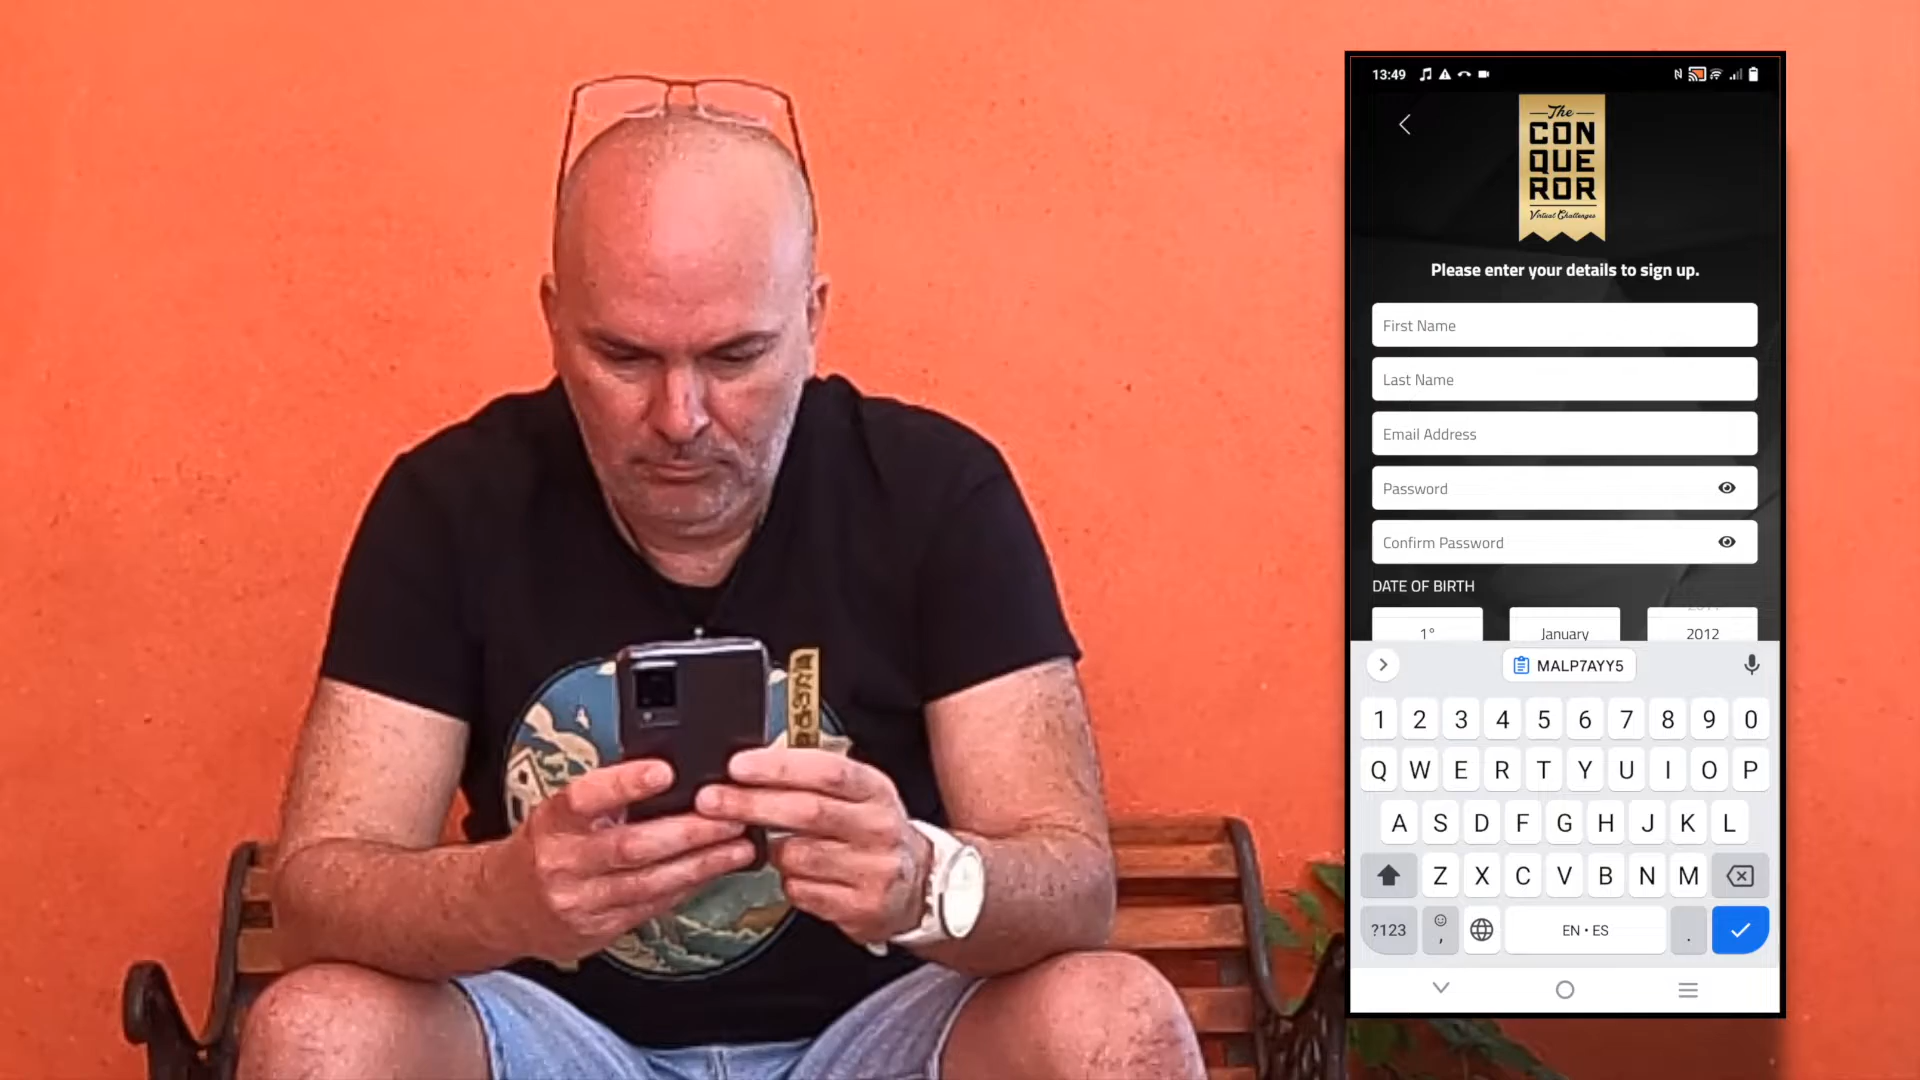 13:49
The
CON
QUE
ROR
Virtual Challenges
Please enter your details to sign up.
First Name
Last Name
Email Address
Password
Confirm Password
DATE OF BIRTH
1° January 2012
MALP7AYY5
1 2 3 4 5 6 7 8 9 0
Q W E R T Y U I O P
A S D F G H J K L
Z X C V B N M
?123 , EN • ES .